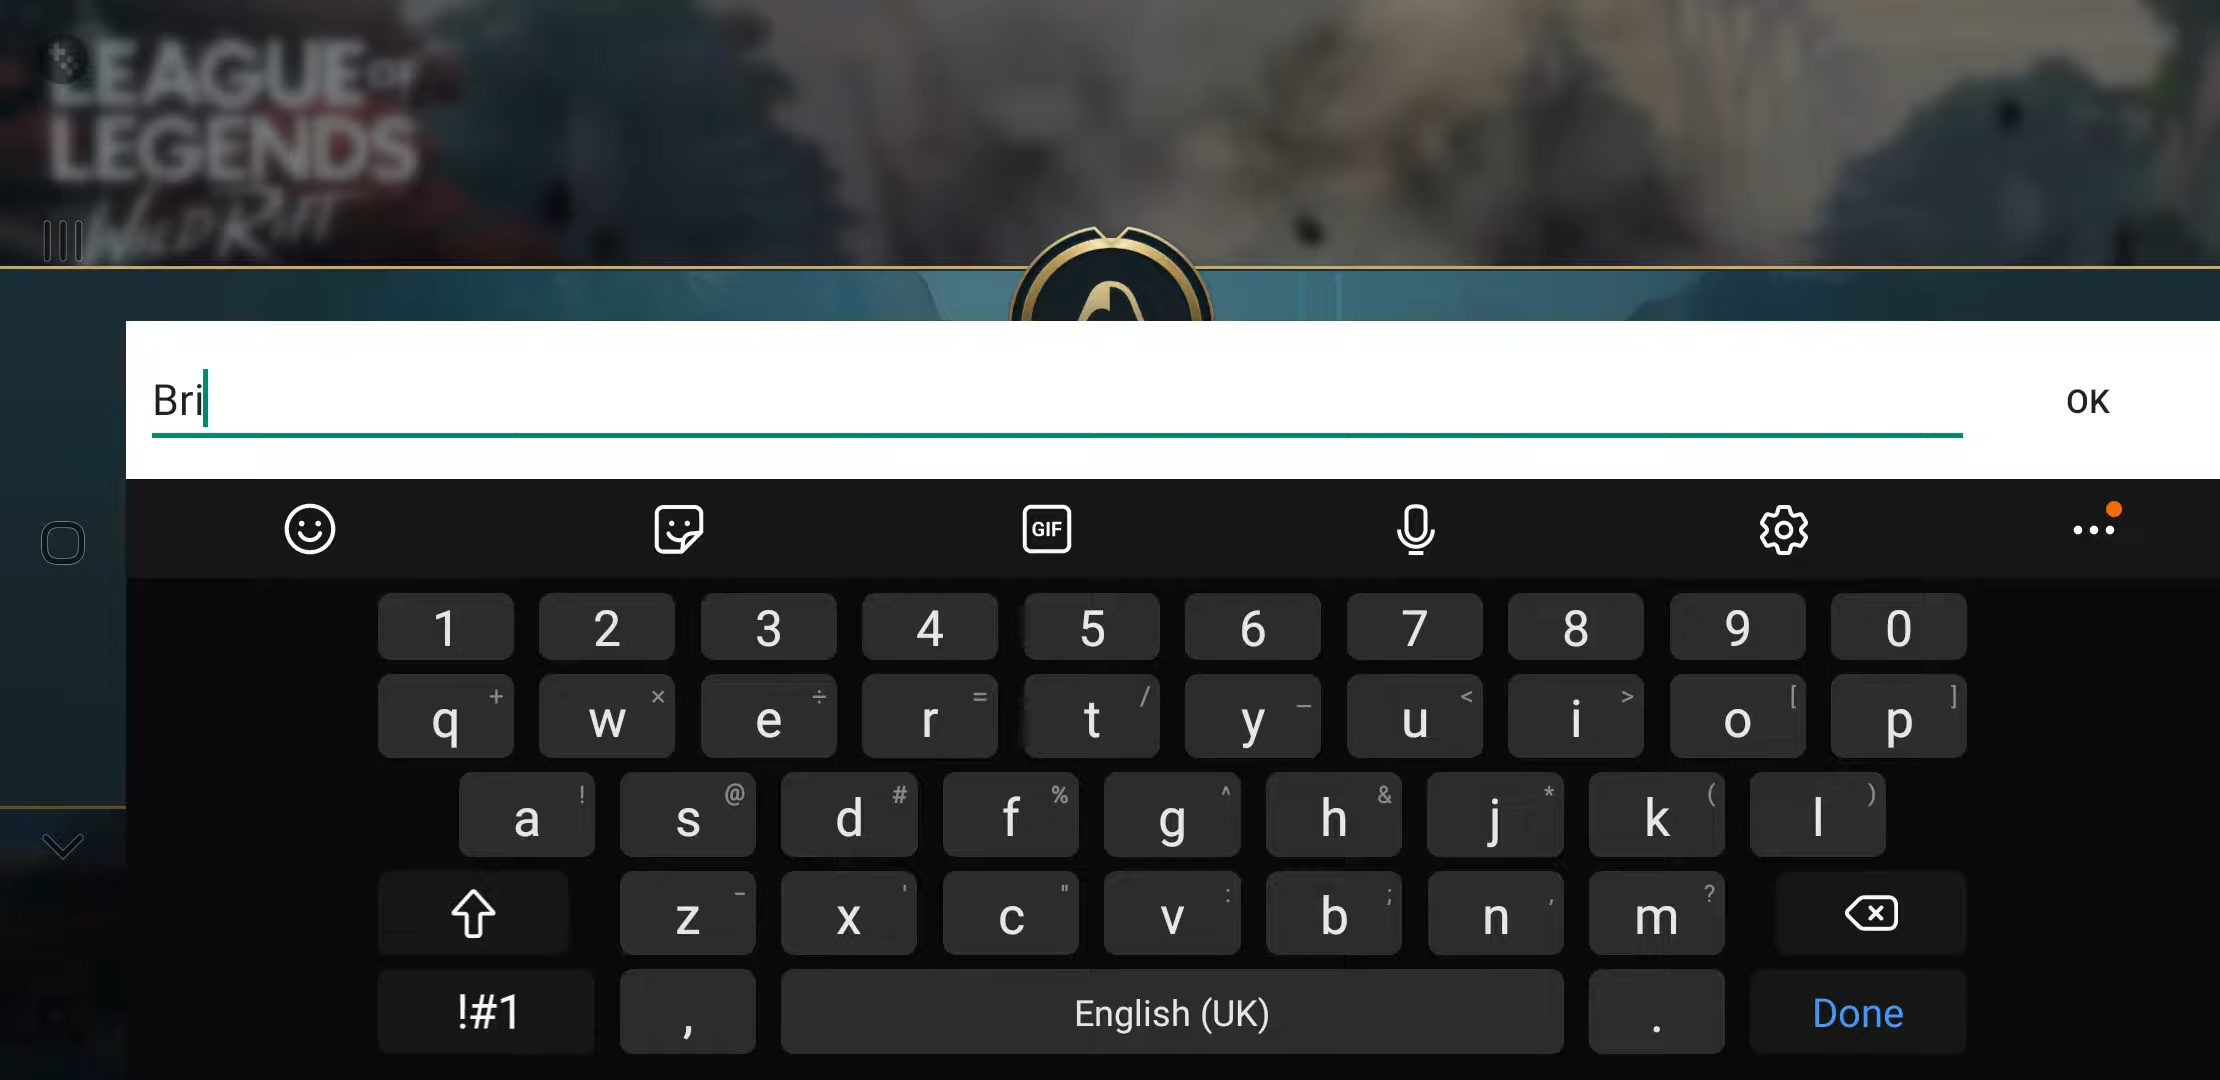 LEAGUE OF
LEGENDS
WILD RIFT
Bri
OK
GIF
1 2 3 4 5 6 7 8 9 0
q + w × e ÷ r = t / y _ u < i > o [ p ]
a ! s @ d # f % g ^ h & j * k ( l )
z - x ' c " v : b ; n , m ?
!#1 , English (UK) . Done